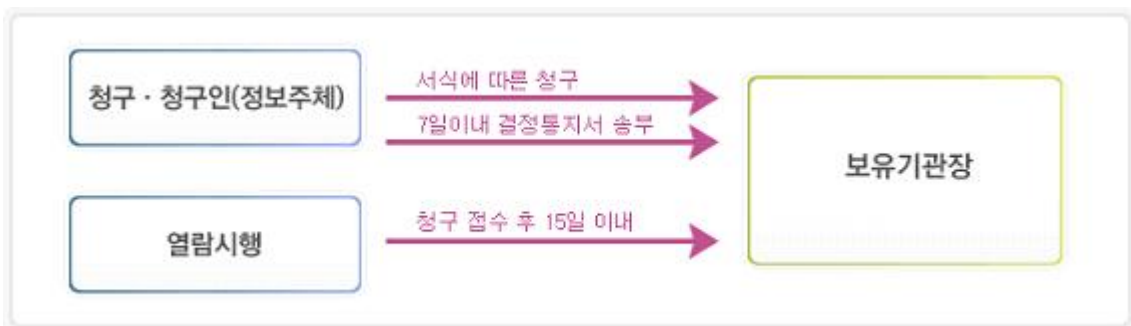 청구 · 청구인(정보주체)
서식에 따른 청구
7일이내 결정통지서 송부
보유기관장
열람시행
청구 접수 후 15일 이내